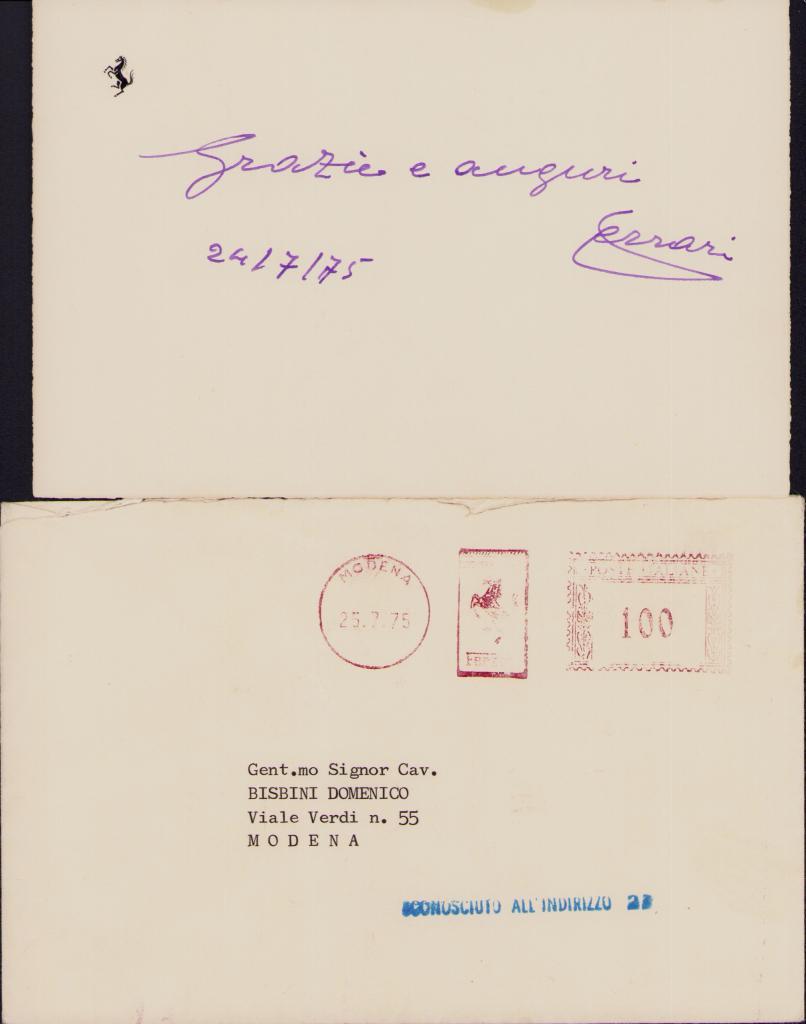 Grazie e auguri
Ferrari
24/7/75
MODENA
25.7.75
POSTE ITALIANE
100
Gent.mo Signor Cav.
BISBINI DOMENICO
Viale Verdi n. 55
MODENA
SCONOSCIUTO ALL'INDIRIZZO